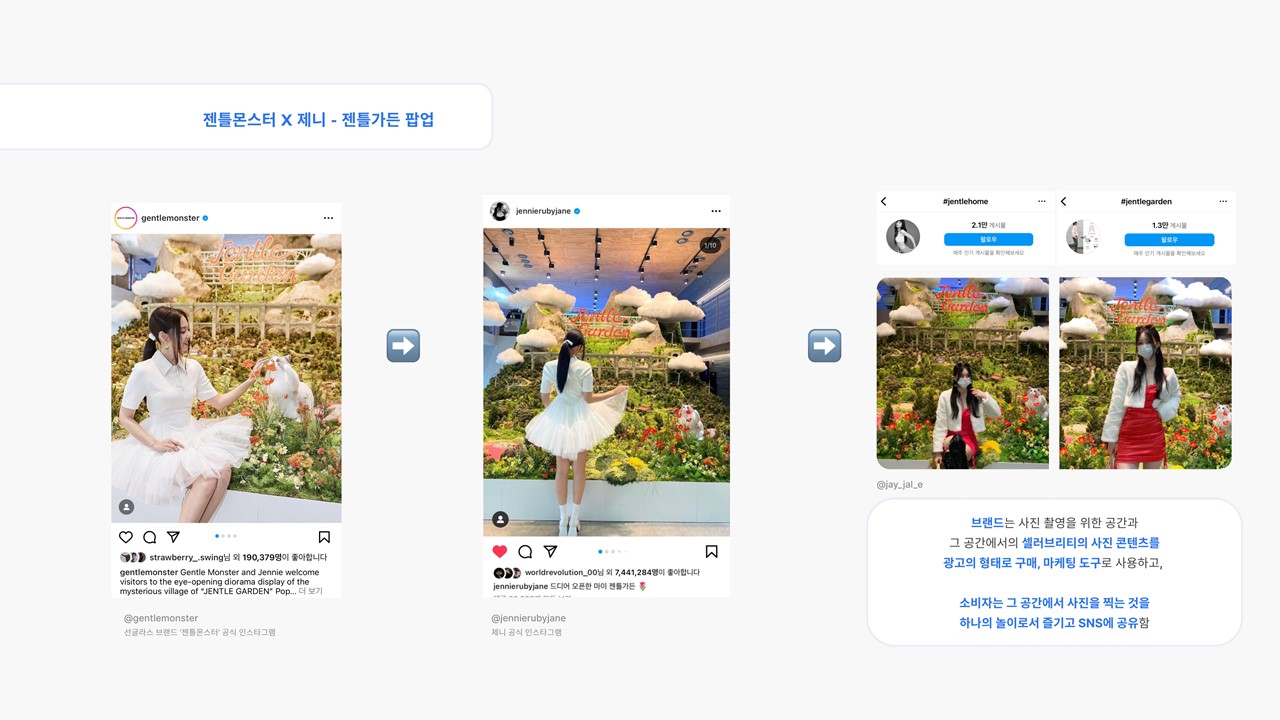 젠틀몬스터 X 제니 - 젠틀가든 팝업
gentlemonster
Jentle
Garden
strawberry_.swing님 외 190,379명이 좋아합니다
gentlemonster Gentle Monster and Jennie welcome
visitors to the eye-opening diorama display of the
mysterious village of “JENTLE GARDEN” Pop... 더 보기
@gentlemonster
선글라스 브랜드 '젠틀몬스터' 공식 인스타그램
jennierubyjane
1/10
Jentle
Garden
worldrevolution_00님 외 7,441,284명이 좋아합니다
jennierubyjane 드디어 오픈한 마이 젠틀가든 🌷
@jennierubyjane
제니 공식 인스타그램
#jentlehome
2.1만 게시물
팔로우
매주 인기 게시물을 확인해보세요
#jentlegarden
1.3만 게시물
팔로우
매주 인기 게시물을 확인해보세요
Jentle
Garden
Jentle
Garden
@jay_jal_e
브랜드는 사진 촬영을 위한 공간과
그 공간에서의 셀러브리티의 사진 콘텐츠를
광고의 형태로 구매, 마케팅 도구로 사용하고,
소비자는 그 공간에서 사진을 찍는 것을
하나의 놀이로서 즐기고 SNS에 공유함